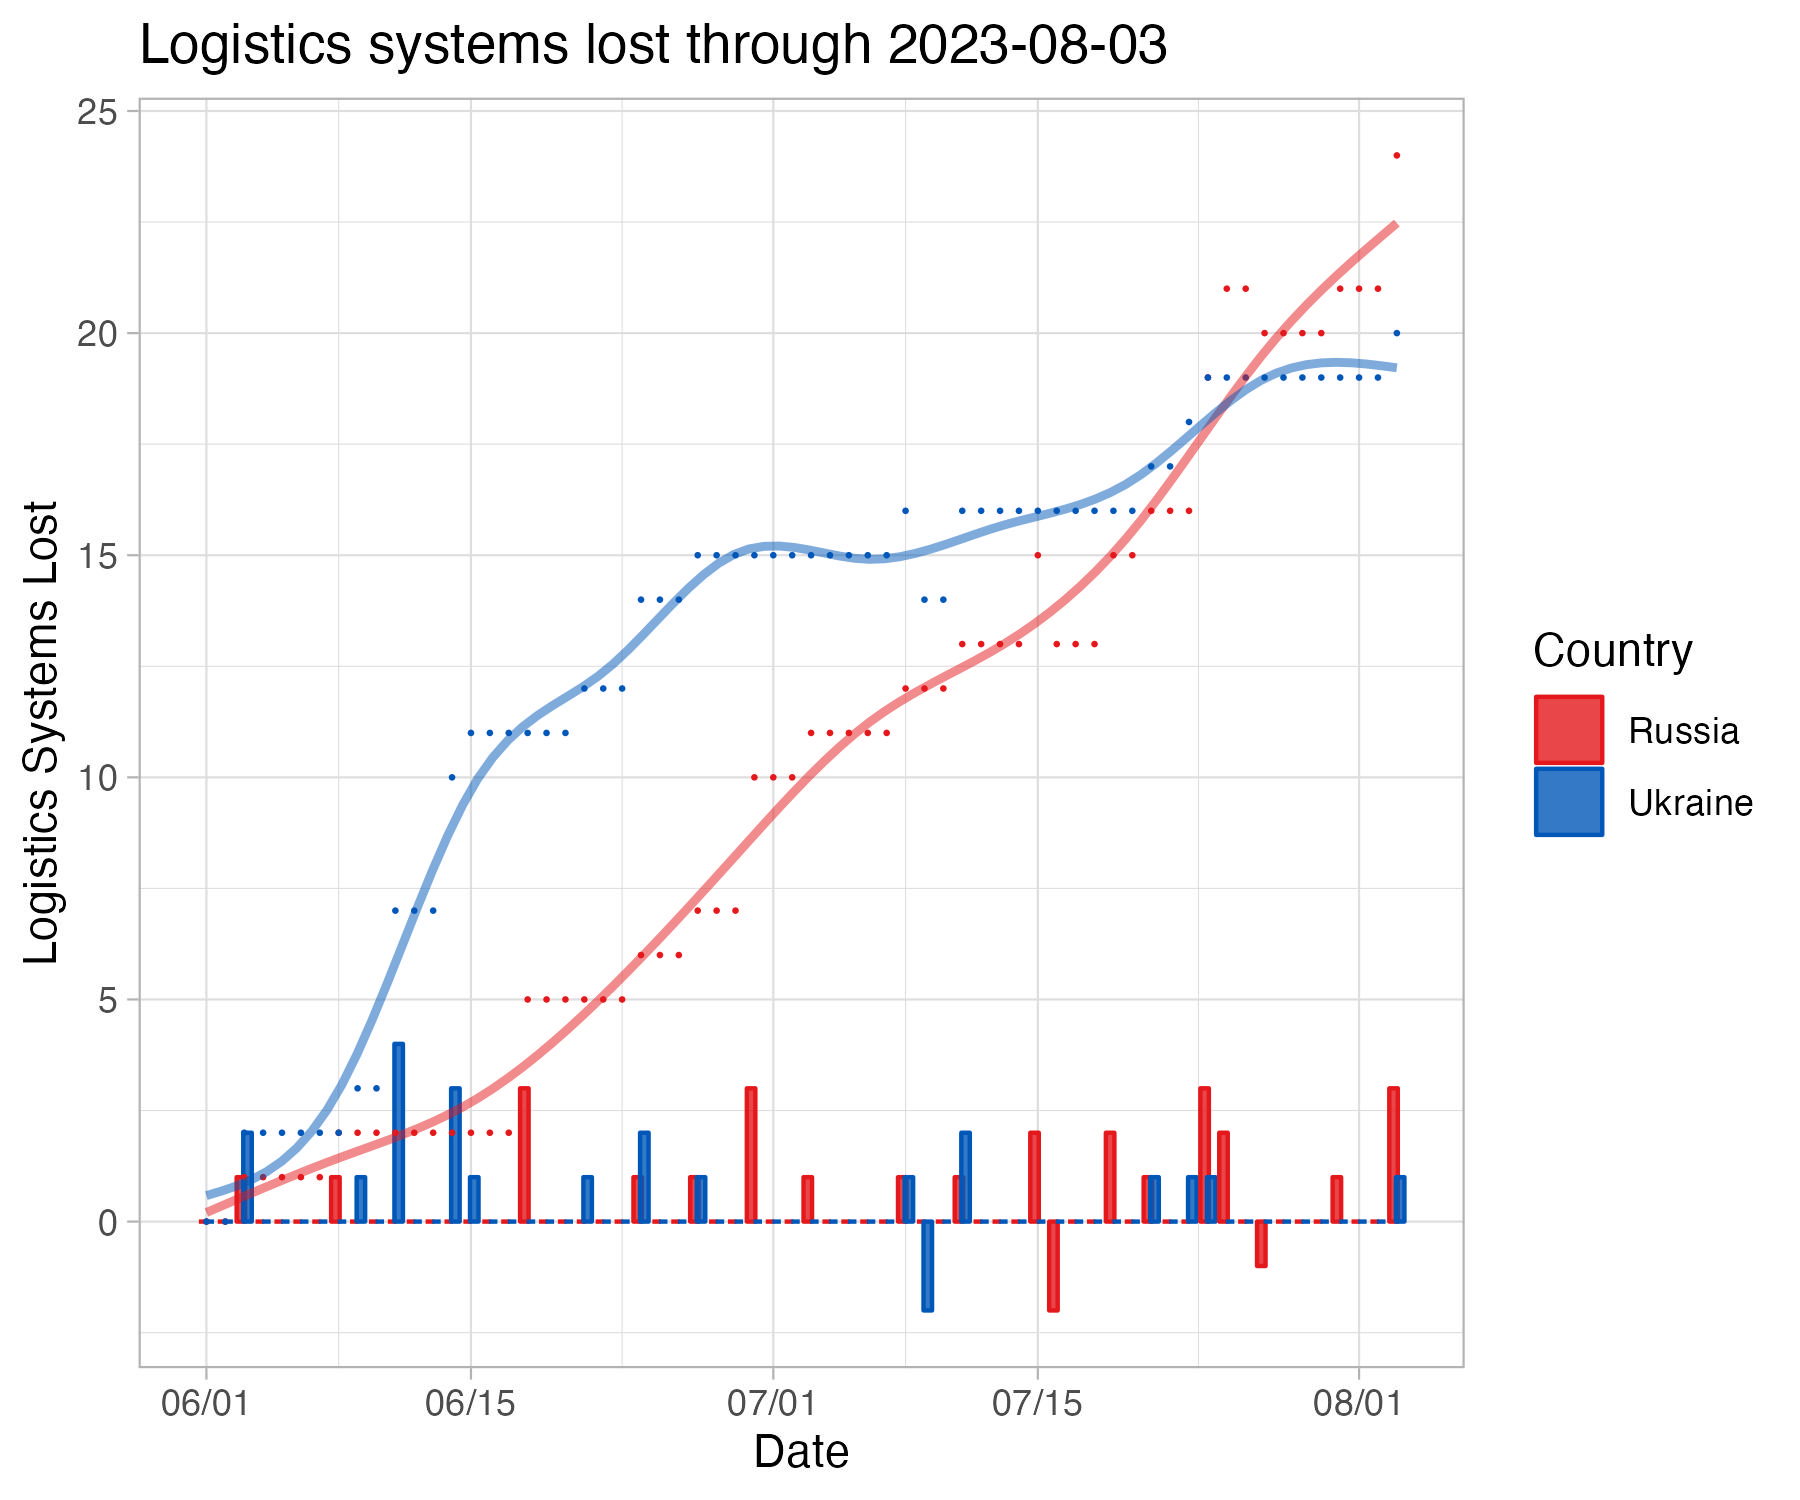 Logistics systems lost through 2023-08-03
Logistics Systems Lost
25
20
15
10
5
0
06/01
06/15
07/01
07/15
08/01
Date
Country
Russia
Ukraine